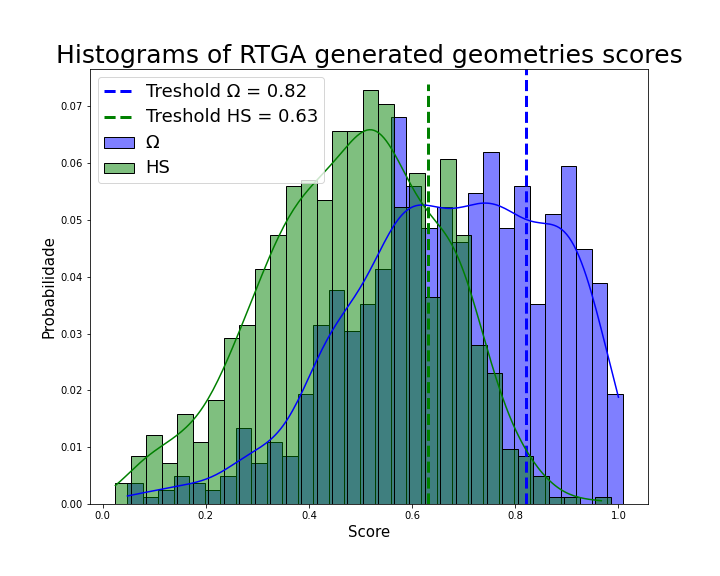 Histograms of RTGA generated geometries scores
Treshold Ω = 0.82
Treshold HS = 0.63
Ω
HS
Probabilidade
0.07
0.06
0.05
0.04
0.03
0.02
0.01
0.00
0.0 0.2 0.4 0.6 0.8 1.0
Score